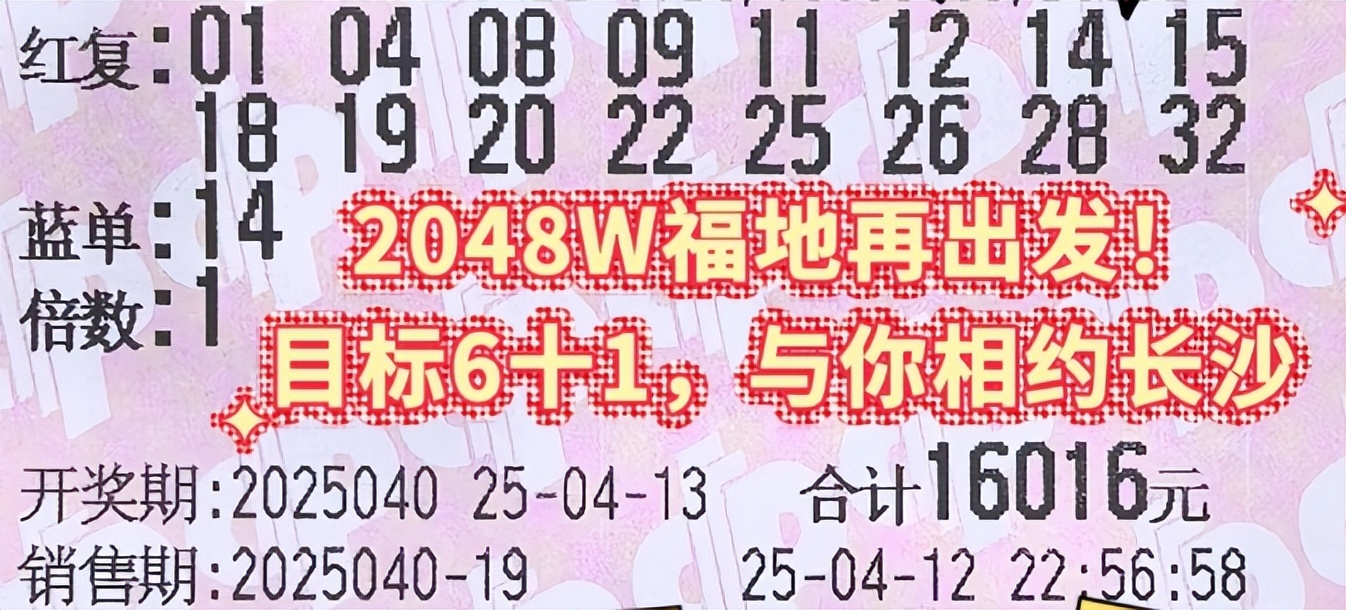 红复:01 04 08 09 11 12 14 15
18 19 20 22 25 26 28 32
蓝单:14
2048W福地再出发!
倍数:1
目标6十1,与你相约长沙
开奖期:2025040 25-04-13 合计16016元
销售期:2025040-19 25-04-12 22:56:58